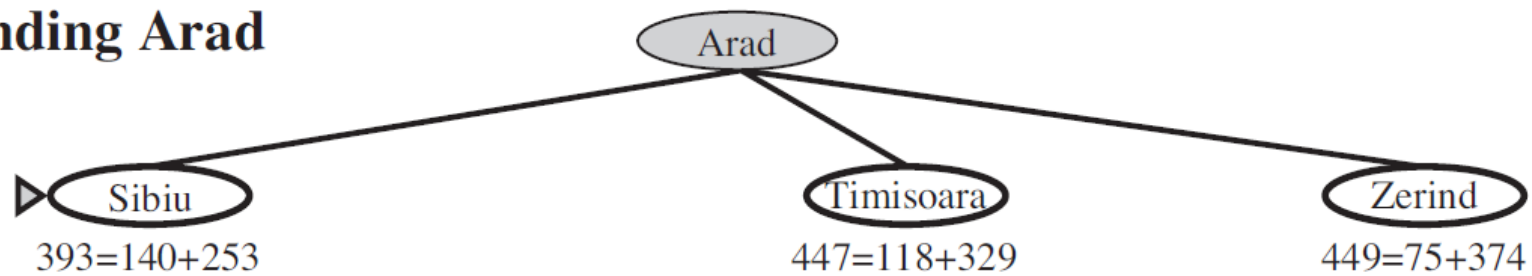 nding Arad
Arad
Sibiu
Timisoara
Zerind
393=140+253
447=118+329
449=75+374